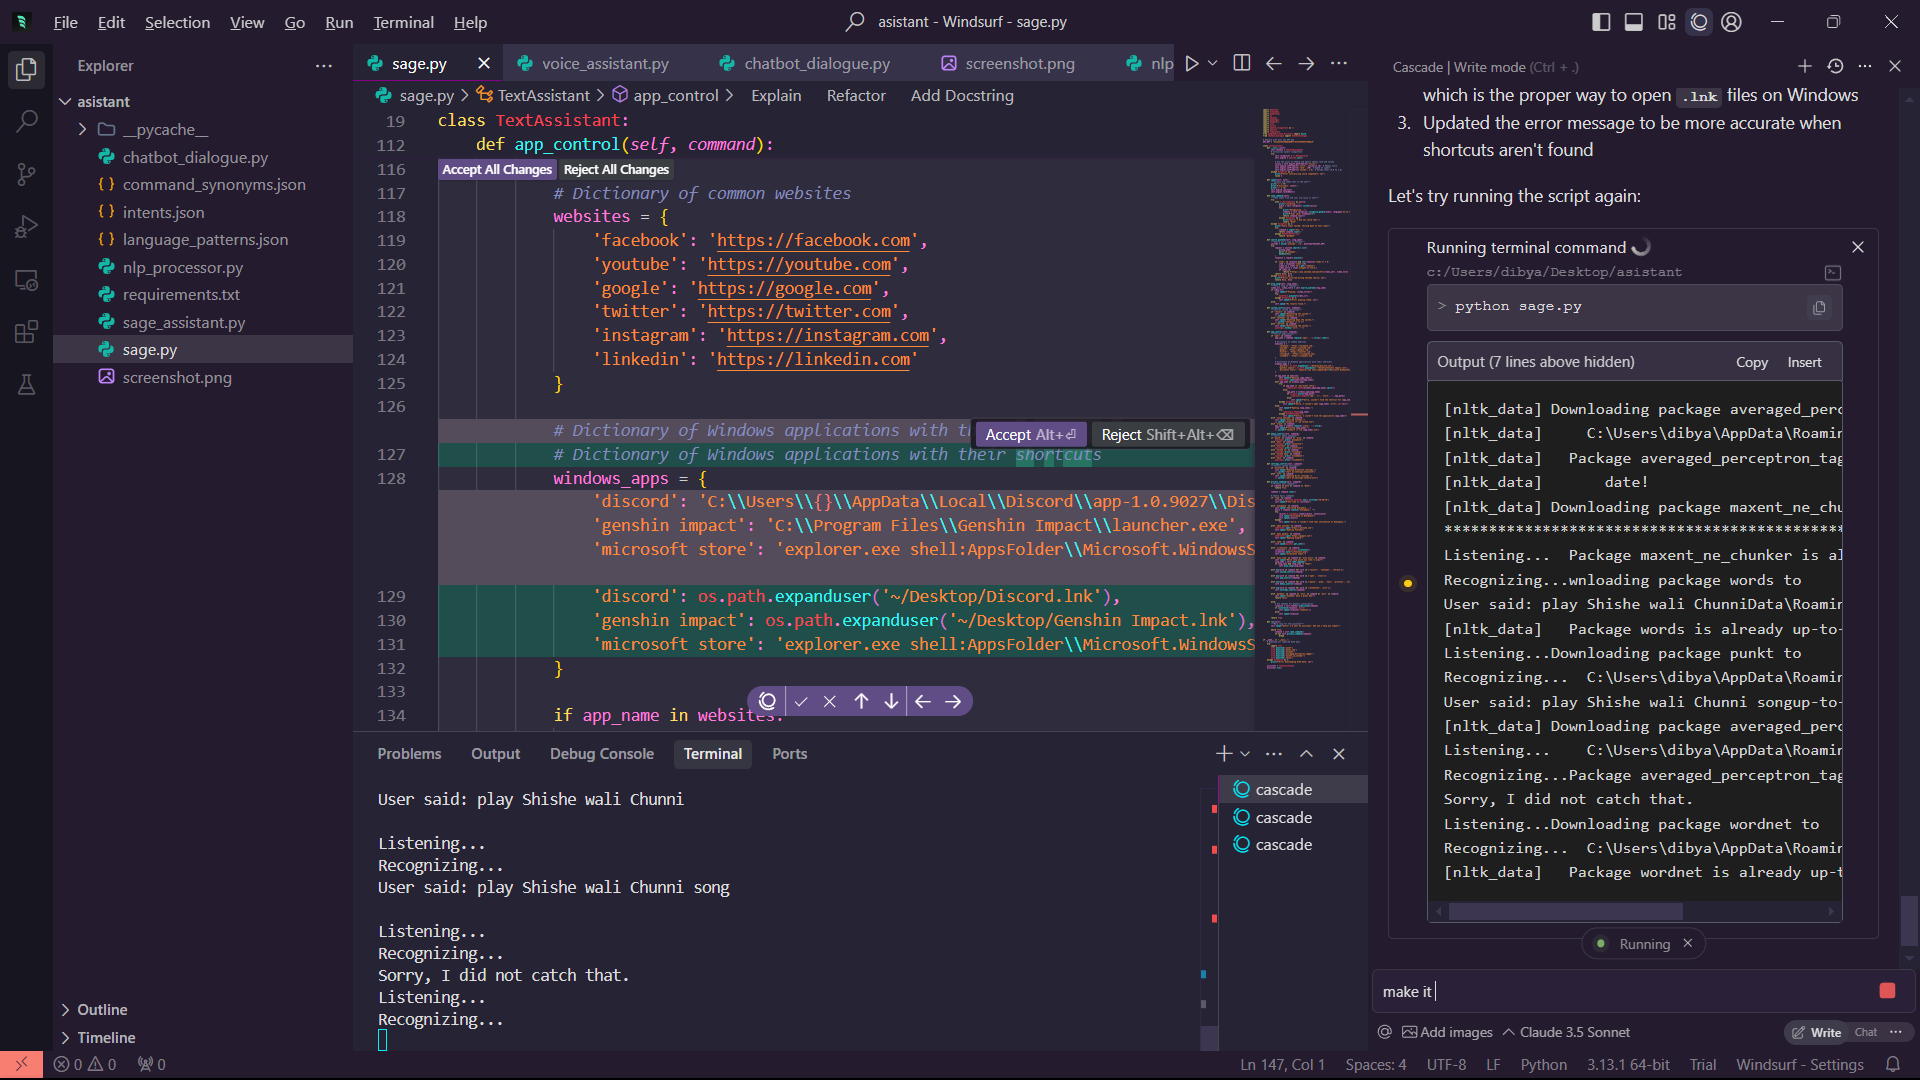 File Edit Selection View Go Run Terminal Help
asistant - Windsurf - sage.py
Explorer
asistant
__pycache__
chatbot_dialogue.py
command_synonyms.json
intents.json
language_patterns.json
nlp_processor.py
requirements.txt
sage_assistant.py
sage.py
screenshot.png
Outline
Timeline
sage.py voice_assistant.py chatbot_dialogue.py screenshot.png nlp
sage.py > TextAssistant > app_control > Explain Refactor Add Docstring
19 class TextAssistant:
112 def app_control(self, command):
116
Accept All Changes Reject All Changes
117 # Dictionary of common websites
118 websites = {
119 'facebook': 'https://facebook.com',
120 'youtube': 'https://youtube.com',
121 'google': 'https://google.com',
122 'twitter': 'https://twitter.com',
123 'instagram': 'https://instagram.com',
124 'linkedin': 'https://linkedin.com'
125 }
126
# Dictionary of Windows applications with
Accept Alt+⏎ Reject Shift+Alt+⌫
127 # Dictionary of Windows applications with their shortcuts
128 windows_apps = {
'discord': 'C:\\Users\\{}\\AppData\\Local\\Discord\\app-1.0.9027\\Dis
'genshin impact': 'C:\\Program Files\\Genshin Impact\\launcher.exe',
'microsoft store': 'explorer.exe shell:AppsFolder\\Microsoft.WindowsS
129 'discord': os.path.expanduser('~/Desktop/Discord.lnk'),
130 'genshin impact': os.path.expanduser('~/Desktop/Genshin Impact.lnk'),
131 'microsoft store': 'explorer.exe shell:AppsFolder\\Microsoft.WindowsS
132 }
133
134 if app_name in websites:
Problems Output Debug Console Terminal Ports
User said: play Shishe wali Chunni
Listening...
Recognizing...
User said: play Shishe wali Chunni song
Listening...
Recognizing...
Sorry, I did not catch that.
Listening...
Recognizing...
cascade
cascade
cascade
Cascade | Write mode (Ctrl + .)
which is the proper way to open .lnk files on Windows
3. Updated the error message to be more accurate when
shortcuts aren't found
Let's try running the script again:
Running terminal command
c:/Users/dibya/Desktop/asistant
> python sage.py
Output (7 lines above hidden) Copy Insert
[nltk_data] Downloading package averaged_perc
[nltk_data] C:\Users\dibya\AppData\Roamin
[nltk_data] Package averaged_perceptron_tag
[nltk_data] date!
[nltk_data] Downloading package maxent_ne_chu
*********************************************
Listening... Package maxent_ne_chunker is al
Recognizing...wnloading package words to
User said: play Shishe wali ChunniData\Roamin
[nltk_data] Package words is already up-to-
Listening...Downloading package punkt to
Recognizing... C:\Users\dibya\AppData\Roamin
User said: play Shishe wali Chunni songup-to-
[nltk_data] Downloading package averaged_perc
Listening... C:\Users\dibya\AppData\Roamin
Recognizing...Package averaged_perceptron_tag
Sorry, I did not catch that.
Listening...Downloading package wordnet to
Recognizing... C:\Users\dibya\AppData\Roamin
[nltk_data] Package wordnet is already up-t
Running
make it
Add images Claude 3.5 Sonnet Write Chat
0 0 0 Ln 147, Col 1 Spaces: 4 UTF-8 LF Python 3.13.1 64-bit Trial Windsurf - Settings